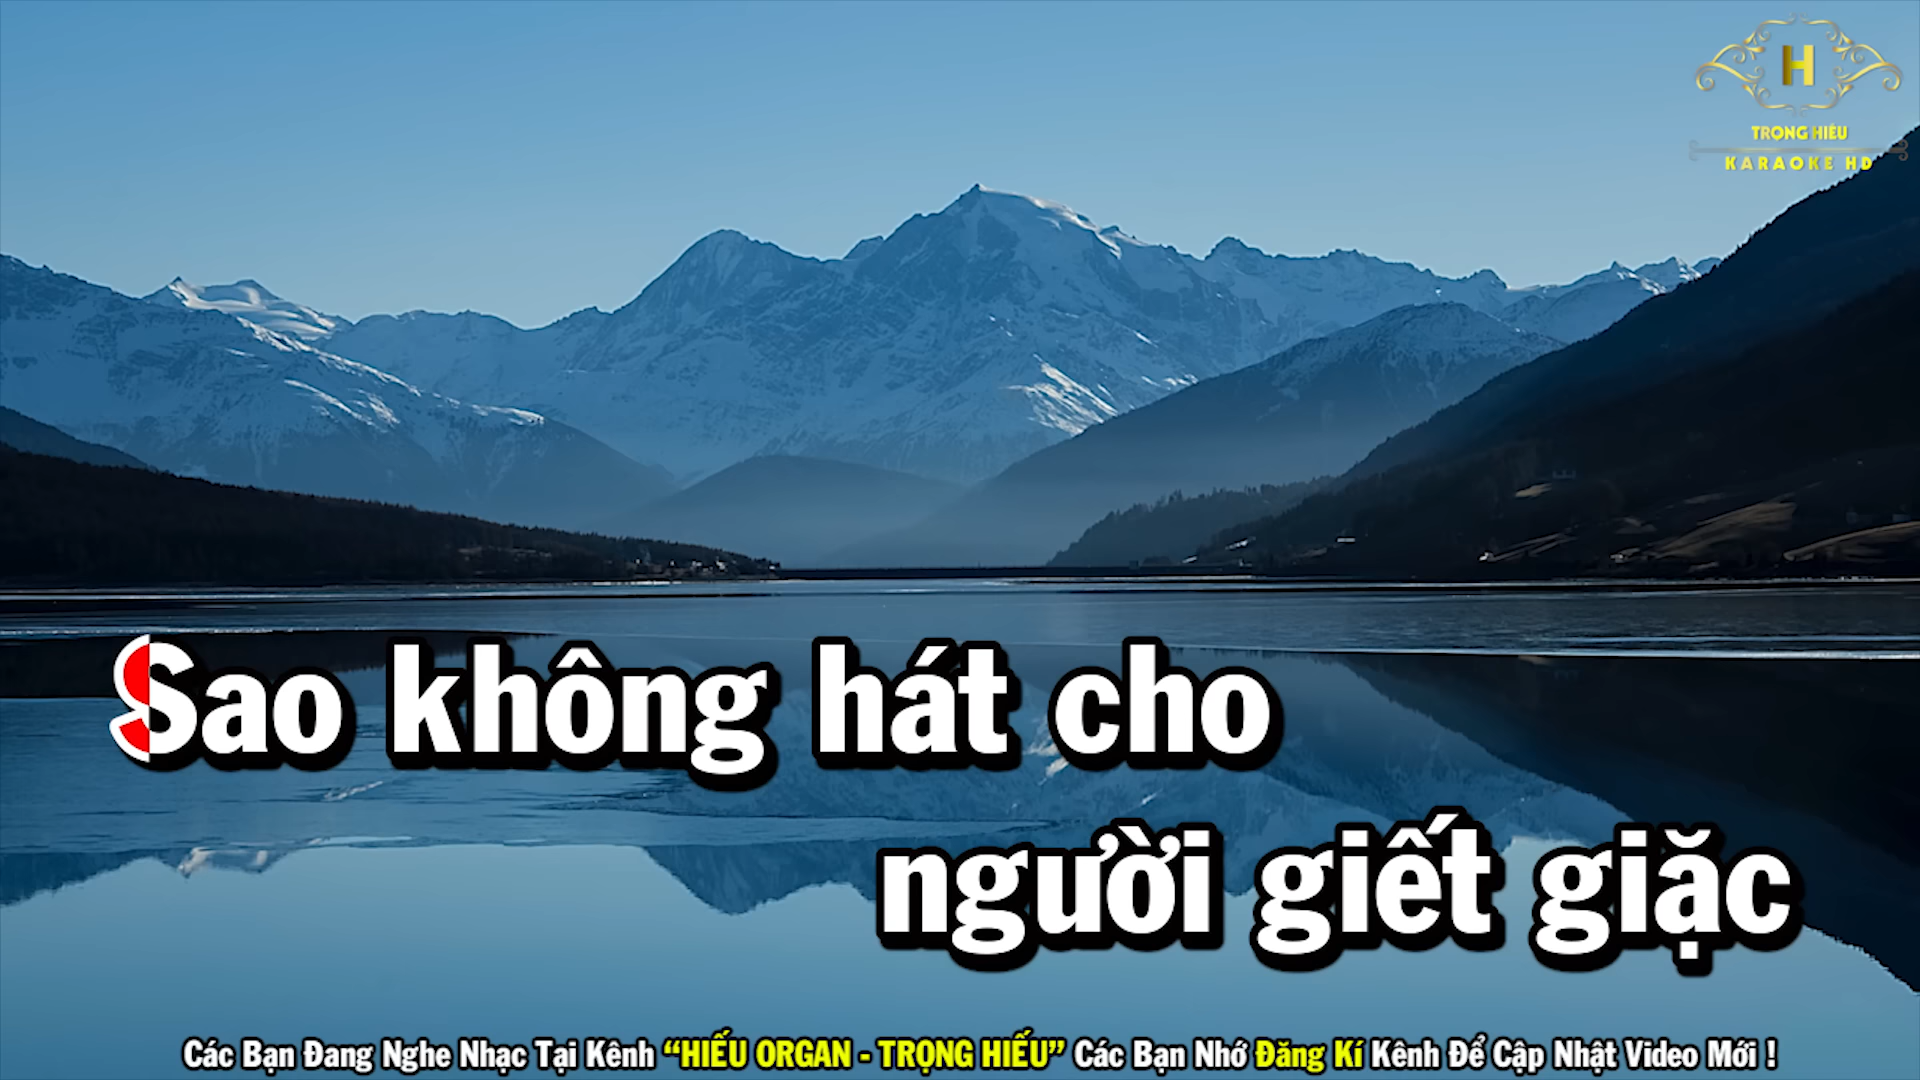 H
TRỌNG HIẾU
KARAOKE HD
Sao không hát cho
người giết giặc
Các Bạn Đang Nghe Nhạc Tại Kênh “HIẾU ORGAN - TRỌNG HIẾU” Các Bạn Nhớ Đăng Kí Kênh Để Cập Nhật Video Mới !